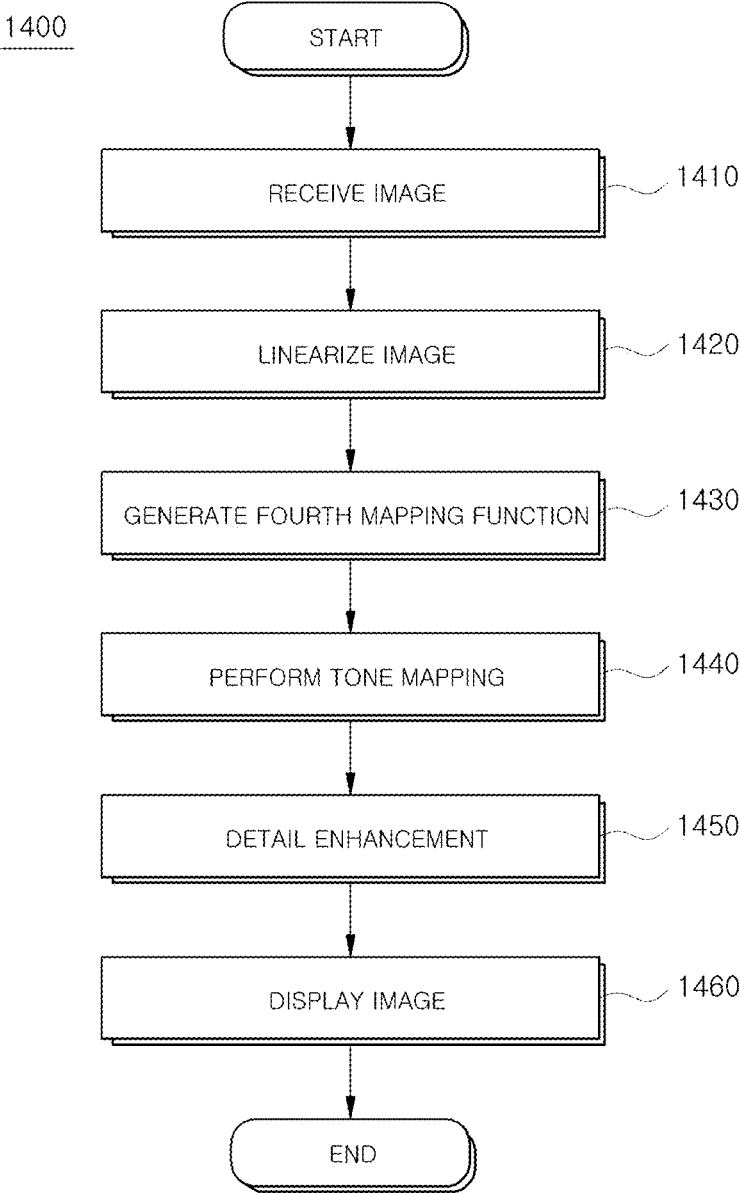 1400
START
RECEIVE IMAGE
1410
LINEARIZE IMAGE
1420
GENERATE FOURTH MAPPING FUNCTION
1430
PERFORM TONE MAPPING
1440
DETAIL ENHANCEMENT
1450
DISPLAY IMAGE
1460
END